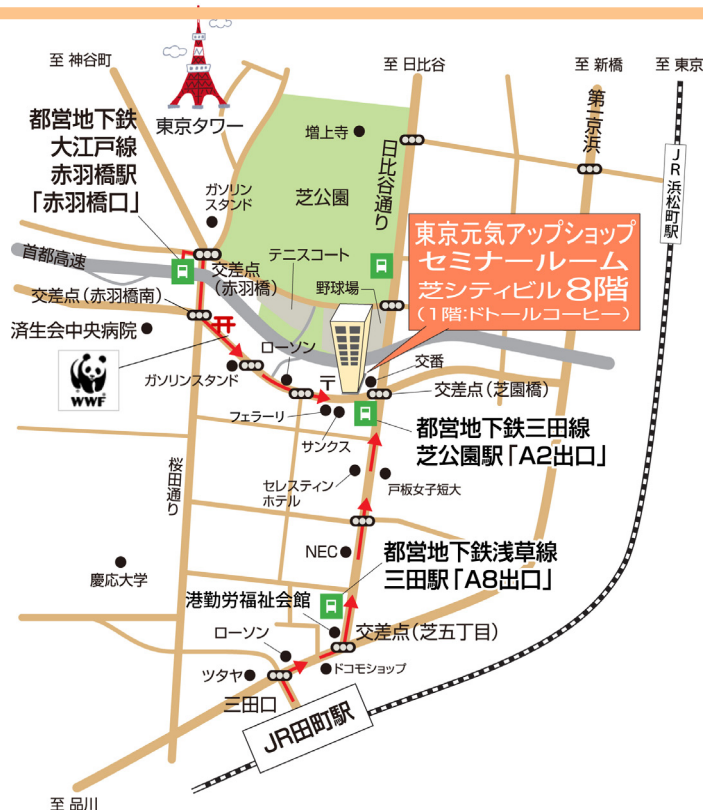 至 神谷町
至 日比谷
至 新橋
至 東京
都営地下鉄
大江戸線
赤羽橋駅
「赤羽橋口」
東京タワー
増上寺
日比谷通り
第一京浜
JR浜松町駅
ガソリン
スタンド
芝公園
首都高速
交差点
(赤羽橋)
テニスコート
野球場
東京元気アップショップ
セミナールーム
芝シティビル 8階
(1階:ドトールコーヒー)
交差点(赤羽橋南)
済生会中央病院
WWF
ガソリンスタンド
ローソン
〒
交番
交差点(芝園橋)
フェラーリ
サンクス
都営地下鉄三田線
芝公園駅「A2出口」
桜田通り
セレスティン
ホテル
戸板女子短大
NEC
都営地下鉄浅草線
三田駅「A8出口」
慶応大学
港勤労福祉会館
交差点(芝五丁目)
ローソン
ツタヤ
ドコモショップ
三田口
JR田町駅
至 品川